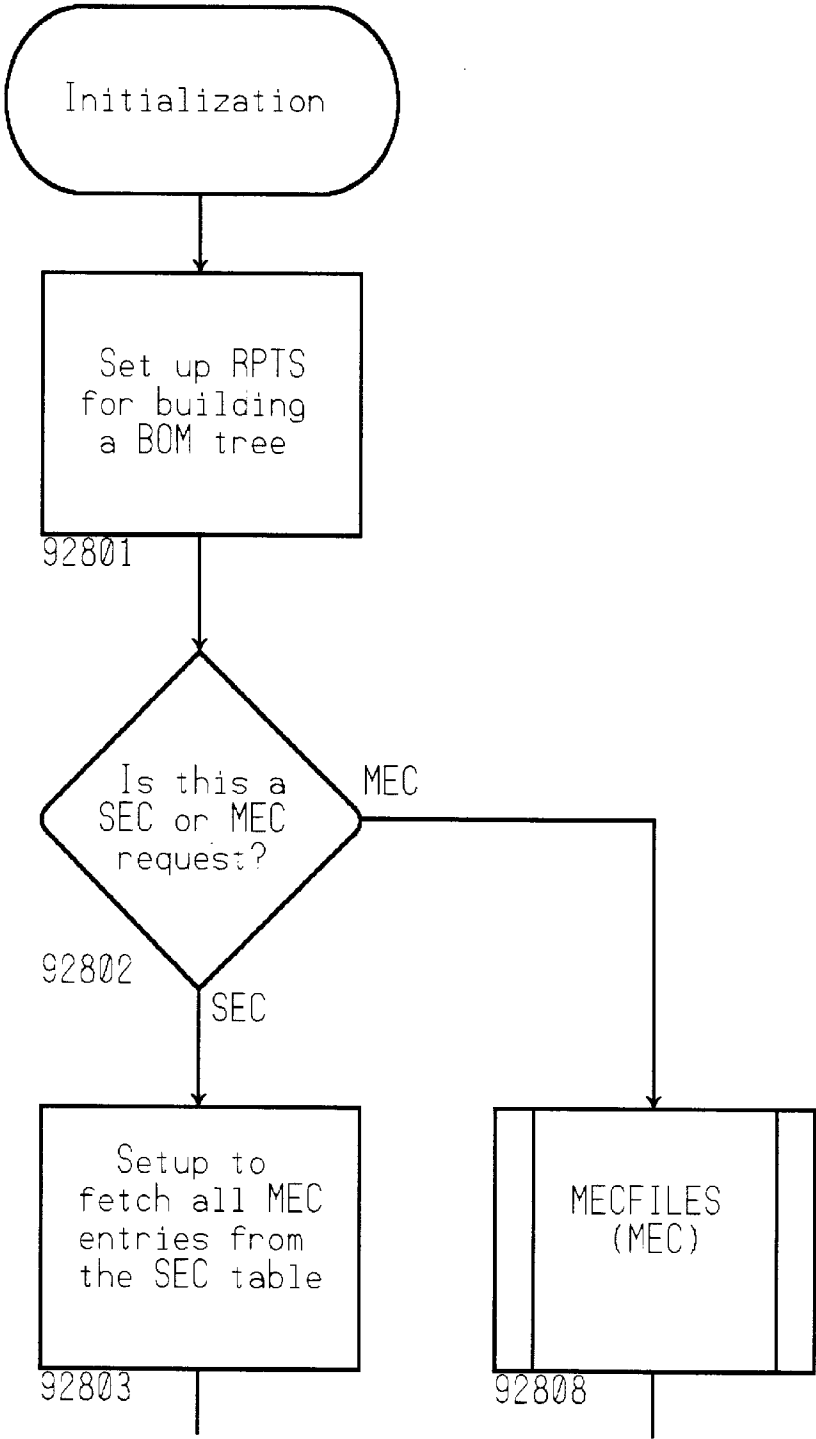 Initialization
Set up RPTS
for building
a BOM tree
92801
Is this a
SEC or MEC
request?
MEC
92802
SEC
Setup to
fetch all MEC
entries from
the SEC table
92803
MECFILES
(MEC)
92808